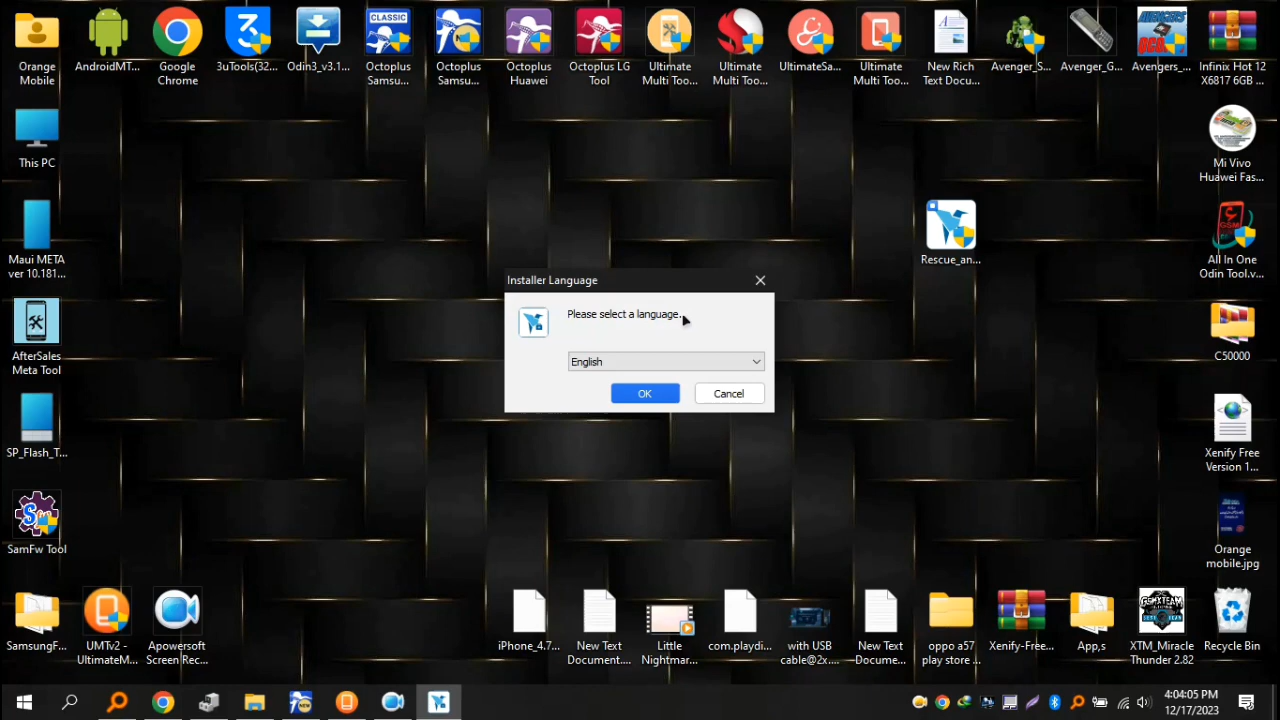 Orange
Mobile
AndroidMT...
Google
Chrome
3uTools(32...
Odin3_v3.1...
CLASSIC
Octoplus
Samsu...
Octoplus
Samsu...
Octoplus
Huawei
Octoplus LG
Tool
Ultimate
Multi Too...
Ultimate
Multi Too...
UltimateSa...
Ultimate
Multi Too...
New Rich
Text Docu...
Avenger_S...
Avenger_G...
AVENGERS
Avengers_...
Infinix Hot 12
X6817 6GB ...
This PC
Mi Vivo
Huawei Fas...
Maui META
ver 10.181...
Rescue_an...
GSM
All In One
Odin Tool.v...
Installer Language
Please select a language.
English
OK
Cancel
AfterSales
Meta Tool
C50000
SP_Flash_T...
Xenify Free
Version 1...
SamFw Tool
Orange
mobile.jpg
SamsungF...
UMTv2 -
UltimateM...
Apowersoft
Screen Rec...
iPhone_4.7...
New Text
Document....
Little
Nightmar...
com.playdi...
with USB
cable@2x....
New Text
Docume...
oppo a57
play store ...
Xenify-Free...
App,s
XTM_Miracle
Thunder 2.82
Recycle Bin
NEW
4:04:05 PM
12/17/2023